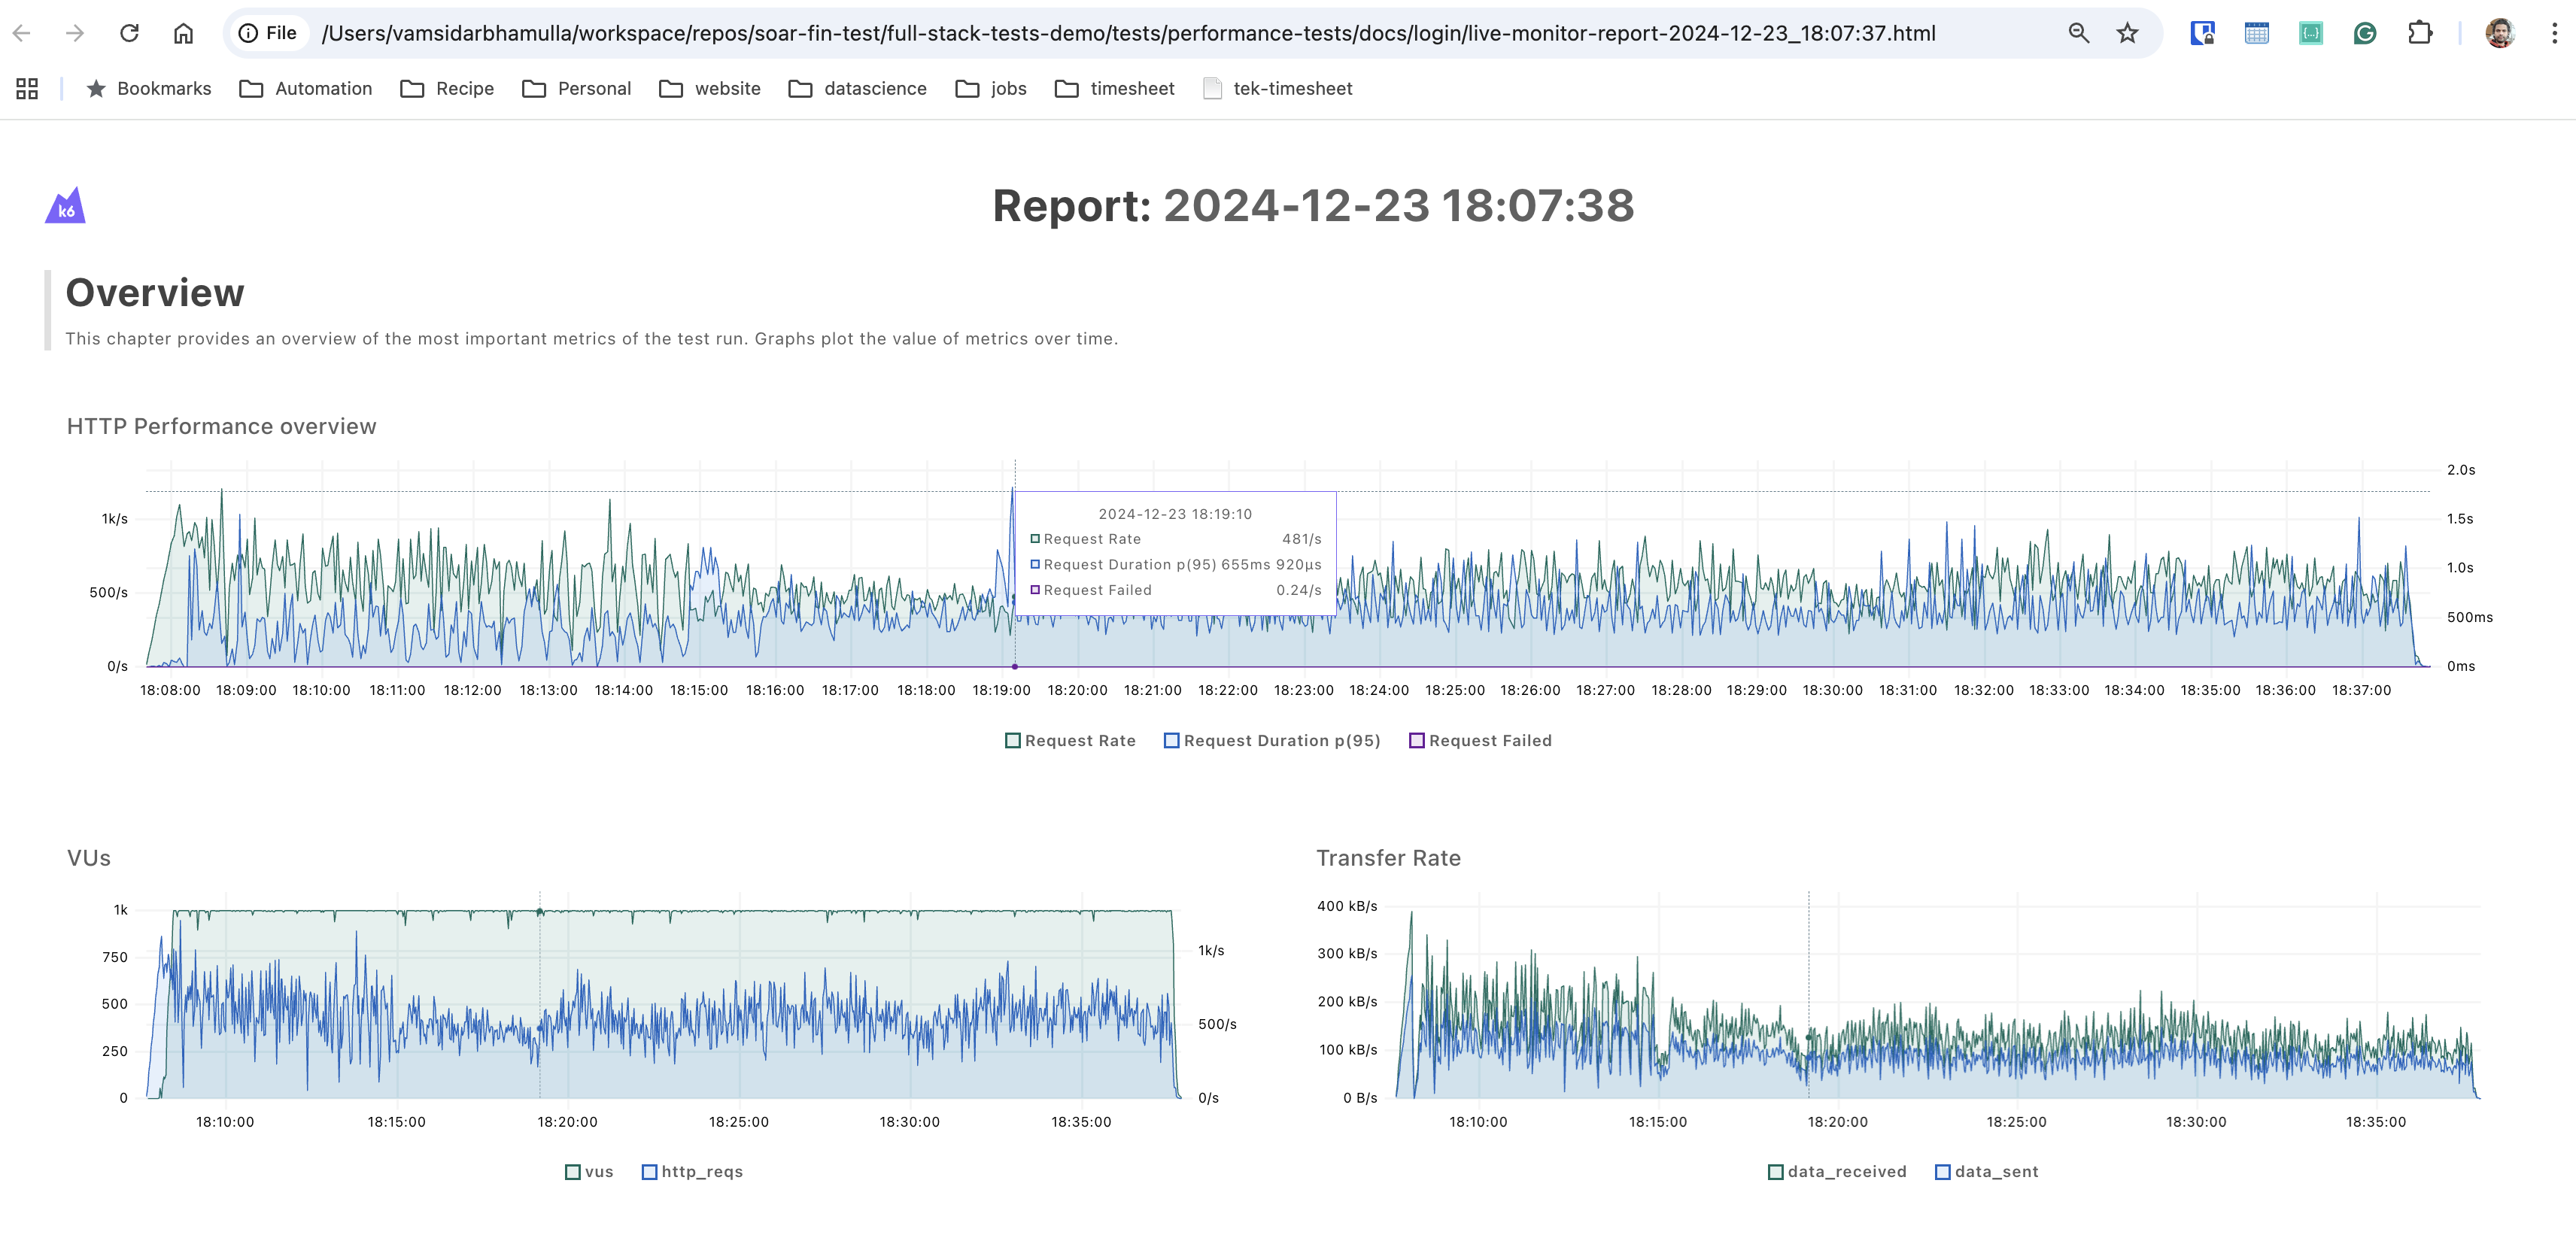 File /Users/vamsidarbhamulla/workspace/repos/soar-fin-test/full-stack-tests-demo/tests/performance-tests/docs/login/live-monitor-report-2024-12-23_18:07:37.html
Bookmarks Automation Recipe Personal website datascience jobs timesheet tek-timesheet
k6
Report: 2024-12-23 18:07:38
Overview
This chapter provides an overview of the most important metrics of the test run. Graphs plot the value of metrics over time.
HTTP Performance overview
2.0s
1k/s 1.5s
1.0s
500/s
500ms
0/s 0ms
2024-12-23 18:19:10
Request Rate 481/s
Request Duration p(95) 655ms 920µs
Request Failed 0.24/s
18:08:00 18:09:00 18:10:00 18:11:00 18:12:00 18:13:00 18:14:00 18:15:00 18:16:00 18:17:00 18:18:00 18:19:00 18:20:00 18:21:00 18:22:00 18:23:00 18:24:00 18:25:00 18:26:00 18:27:00 18:28:00 18:29:00 18:30:00 18:31:00 18:32:00 18:33:00 18:34:00 18:35:00 18:36:00 18:37:00
Request Rate Request Duration p(95) Request Failed
VUs
1k
1k/s
750
500
500/s
250
0 0/s
18:10:00 18:15:00 18:20:00 18:25:00 18:30:00 18:35:00
vus http_reqs
Transfer Rate
400 kB/s
300 kB/s
200 kB/s
100 kB/s
0 B/s
18:10:00 18:15:00 18:20:00 18:25:00 18:30:00 18:35:00
data_received data_sent